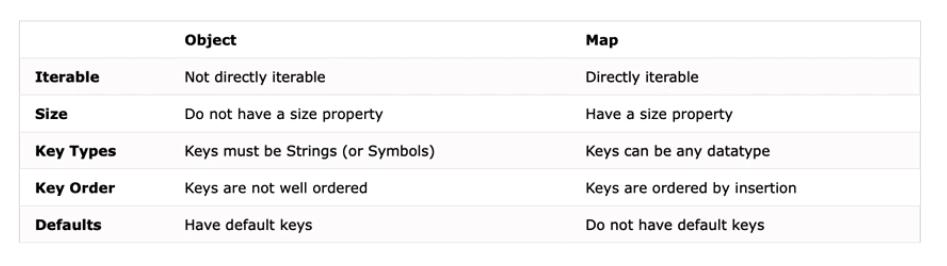 Object Map
Iterable Not directly iterable Directly iterable
Size Do not have a size property Have a size property
Key Types Keys must be Strings (or Symbols) Keys can be any datatype
Key Order Keys are not well ordered Keys are ordered by insertion
Defaults Have default keys Do not have default keys